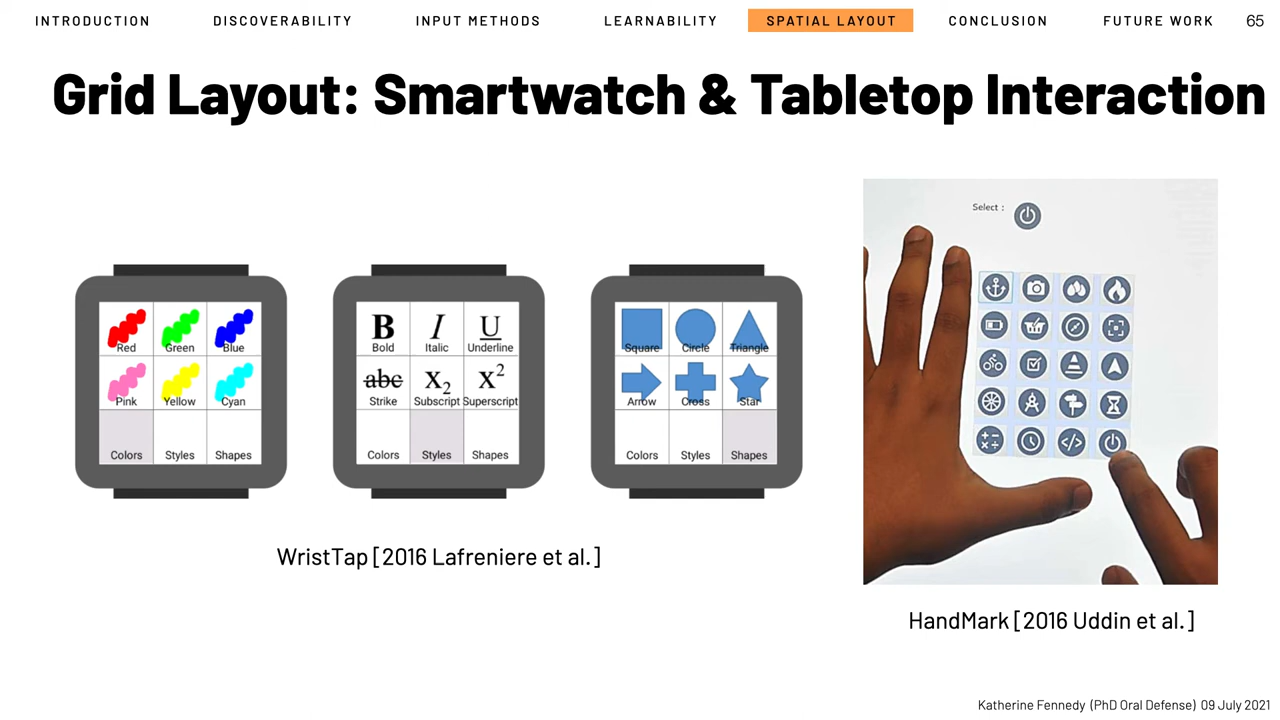 INTRODUCTION DISCOVERABILITY INPUT METHODS LEARNABILITY SPATIAL LAYOUT CONCLUSION FUTURE WORK 65
Grid Layout: Smartwatch & Tabletop Interaction
Select :
Red Green Blue
Pink Yellow Cyan
Colors Styles Shapes
B I U
Bold Italic Underline
abc X₂ X²
Strike Subscript Superscript
Colors Styles Shapes
Square Circle Triangle
Arrow Cross Star
Colors Styles Shapes
WristTap [2016 Lafreniere et al.]
HandMark [2016 Uddin et al.]
Katherine Fennedy (PhD Oral Defense) 09 July 2021